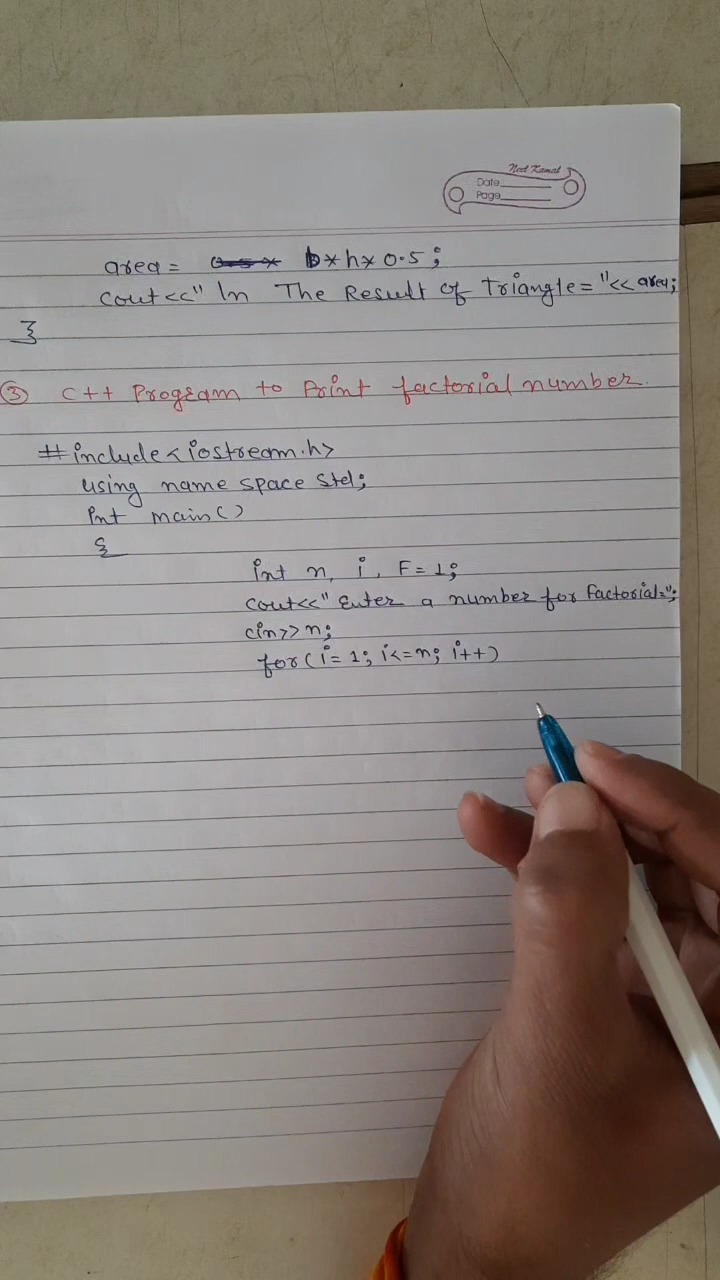 Neel Kamal
Date
Page
area = b*h*0.5;
cout<<" \n The Result of Triangle="<<area;
}
③ C++ Program to Print factorial number.
#include<iostream.h>
using name space std;
int main()
{
int n, i, F=1;
cout<<" Enter a number for Factorial=";
cin>>n;
for(i=1; i<=n; i++)